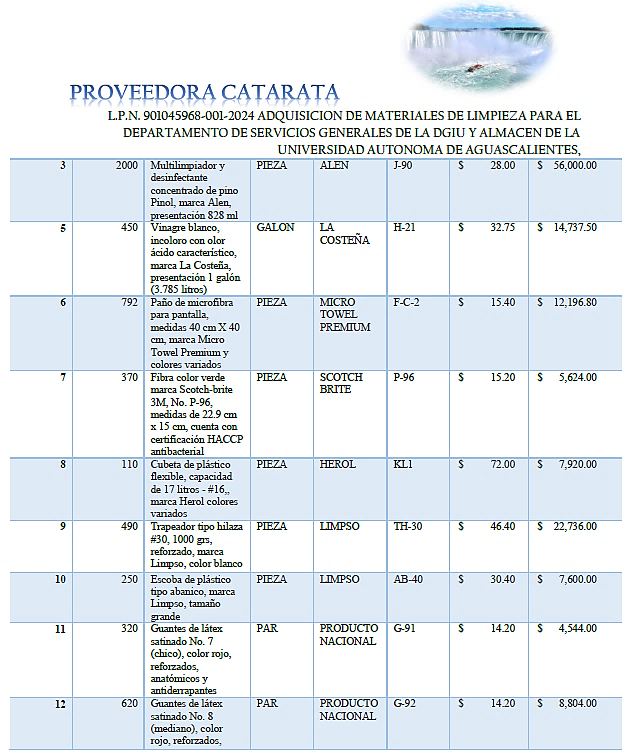 PROVEEDORA CATARATA
L.P.N. 901045968-001-2024 ADQUISICION DE MATERIALES DE LIMPIEZA PARA EL
DEPARTAMENTO DE SERVICIOS GENERALES DE LA DGIU Y ALMACEN DE LA
UNIVERSIDAD AUTONOMA DE AGUASCALIENTES,
3 2000 Multilimpiador y PIEZA ALEN J-90 $ 28.00 $ 56,000.00
desinfectante
concentrado de pino
Pinol, marca Alen,
presentación 828 ml
5 450 Vinagre blanco, GALON LA H-21 $ 32.75 $ 14,737.50
incoloro con olor COSTEÑA
ácido característico,
marca La Costeña,
presentación 1 galón
(3.785 litros)
6 792 Paño de microfibra PIEZA MICRO F-C-2 $ 15.40 $ 12,196.80
para pantalla, TOWEL
medidas 40 cm X 40 PREMIUM
cm, marca Micro
Towel Premium y
colores variados
7 370 Fibra color verde PIEZA SCOTCH P-96 $ 15.20 $ 5,624.00
marca Scotch-brite BRITE
3M, No. P-96,
medidas de 22.9 cm
x 15 cm, cuenta con
certificación HACCP
antibacterial
8 110 Cubeta de plástico PIEZA HEROL KL1 $ 72.00 $ 7,920.00
flexible, capacidad
de 17 litros - #16,,
marca Herol colores
variados
9 490 Trapeador tipo hilaza PIEZA LIMPSO TH-30 $ 46.40 $ 22,736.00
#30, 1000 grs,
reforzado, marca
Limpso, color blanco
10 250 Escoba de plástico PIEZA LIMPSO AB-40 $ 30.40 $ 7,600.00
tipo abanico, marca
Limpso, tamaño
grande
11 320 Guantes de látex PAR PRODUCTO G-91 $ 14.20 $ 4,544.00
satinado No. 7 NACIONAL
(chico), color rojo,
reforzados,
anatómicos y
antiderrapantes
12 620 Guantes de látex PAR PRODUCTO G-92 $ 14.20 $ 8,804.00
satinado No. 8 NACIONAL
(mediano), color
rojo, reforzados,